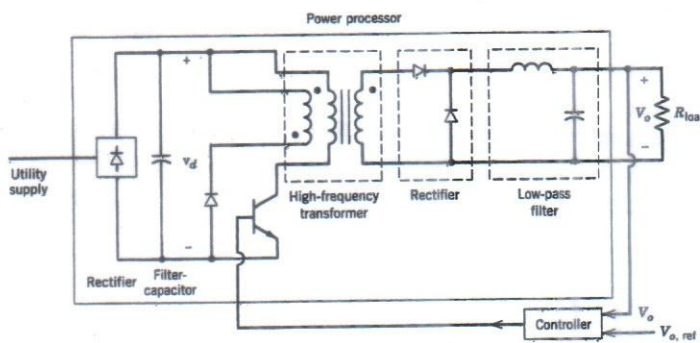 Power processor
+
v_d
−
+
V_o
−
Utility
supply
High-frequency
transformer
Rectifier
Low-pass
filter
Rectifier
Filter-
capacitor
Controller
V_o
V_o, ref